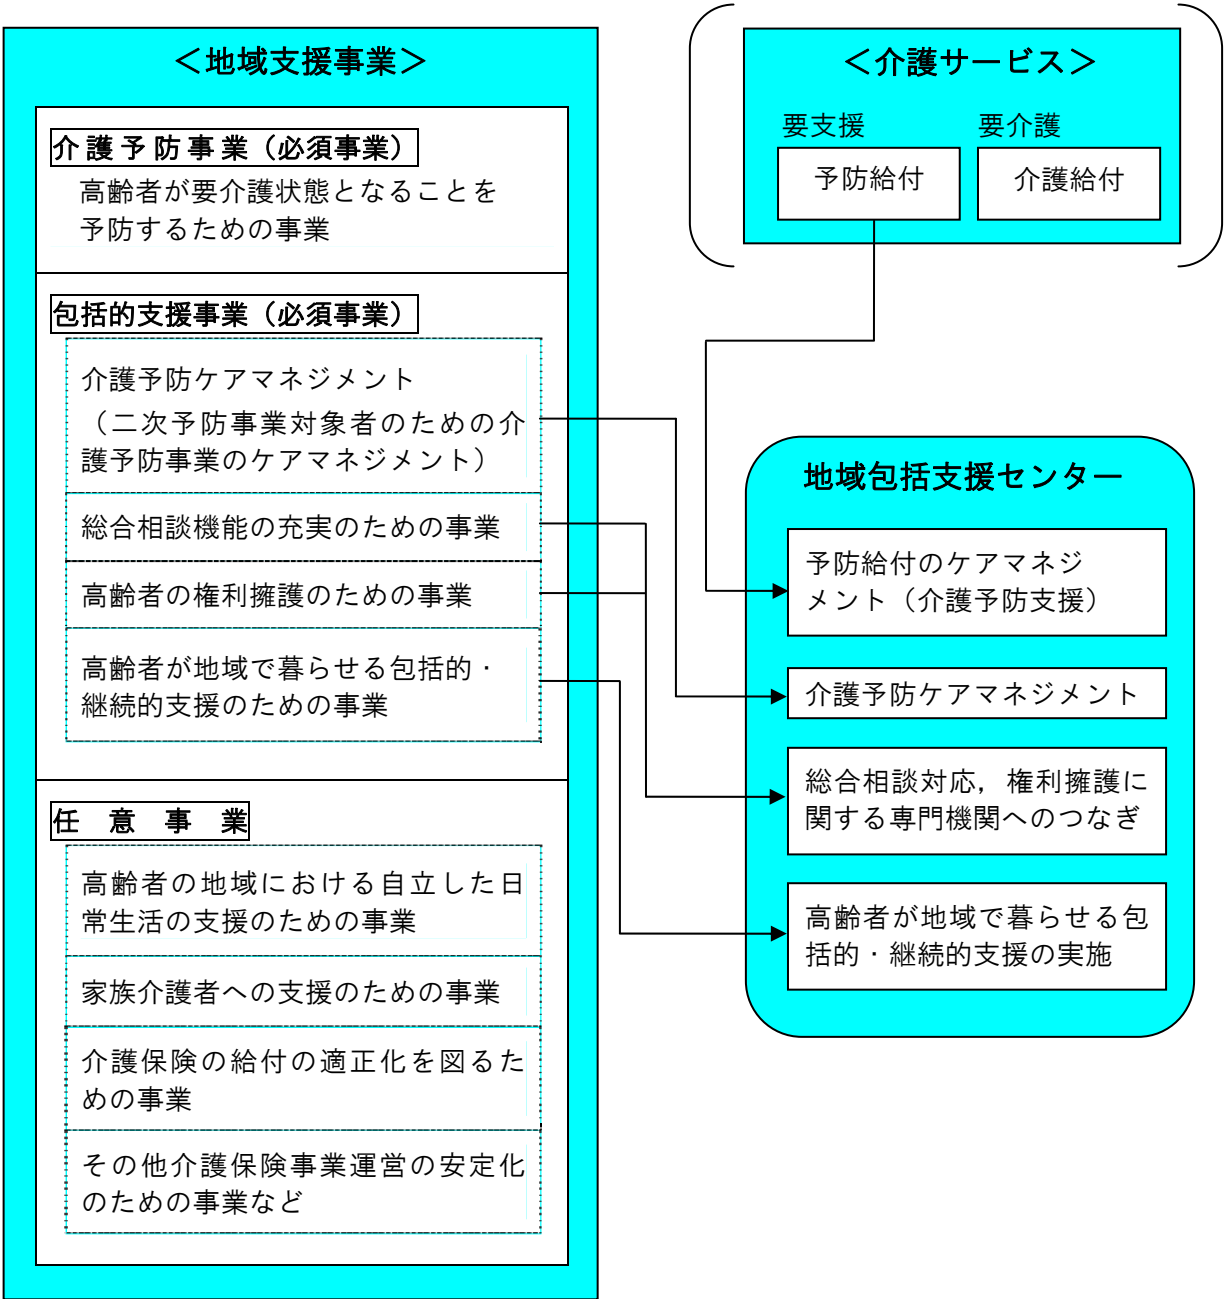 ＜地域支援事業＞
介護予防事業（必須事業）
高齢者が要介護状態となることを
予防するための事業
包括的支援事業（必須事業）
介護予防ケアマネジメント
（二次予防事業対象者のための介
護予防事業のケアマネジメント）
総合相談機能の充実のための事業
高齢者の権利擁護のための事業
高齢者が地域で暮らせる包括的・
継続的支援のための事業
任意事業
高齢者の地域における自立した日
常生活の支援のための事業
家族介護者への支援のための事業
介護保険の給付の適正化を図るた
めの事業
その他介護保険事業運営の安定化
のための事業など
＜介護サービス＞
要支援
要介護
予防給付
介護給付
地域包括支援センター
予防給付のケアマネジ
メント（介護予防支援）
介護予防ケアマネジメント
総合相談対応，権利擁護に
関する専門機関へのつなぎ
高齢者が地域で暮らせる包
括的・継続的支援の実施